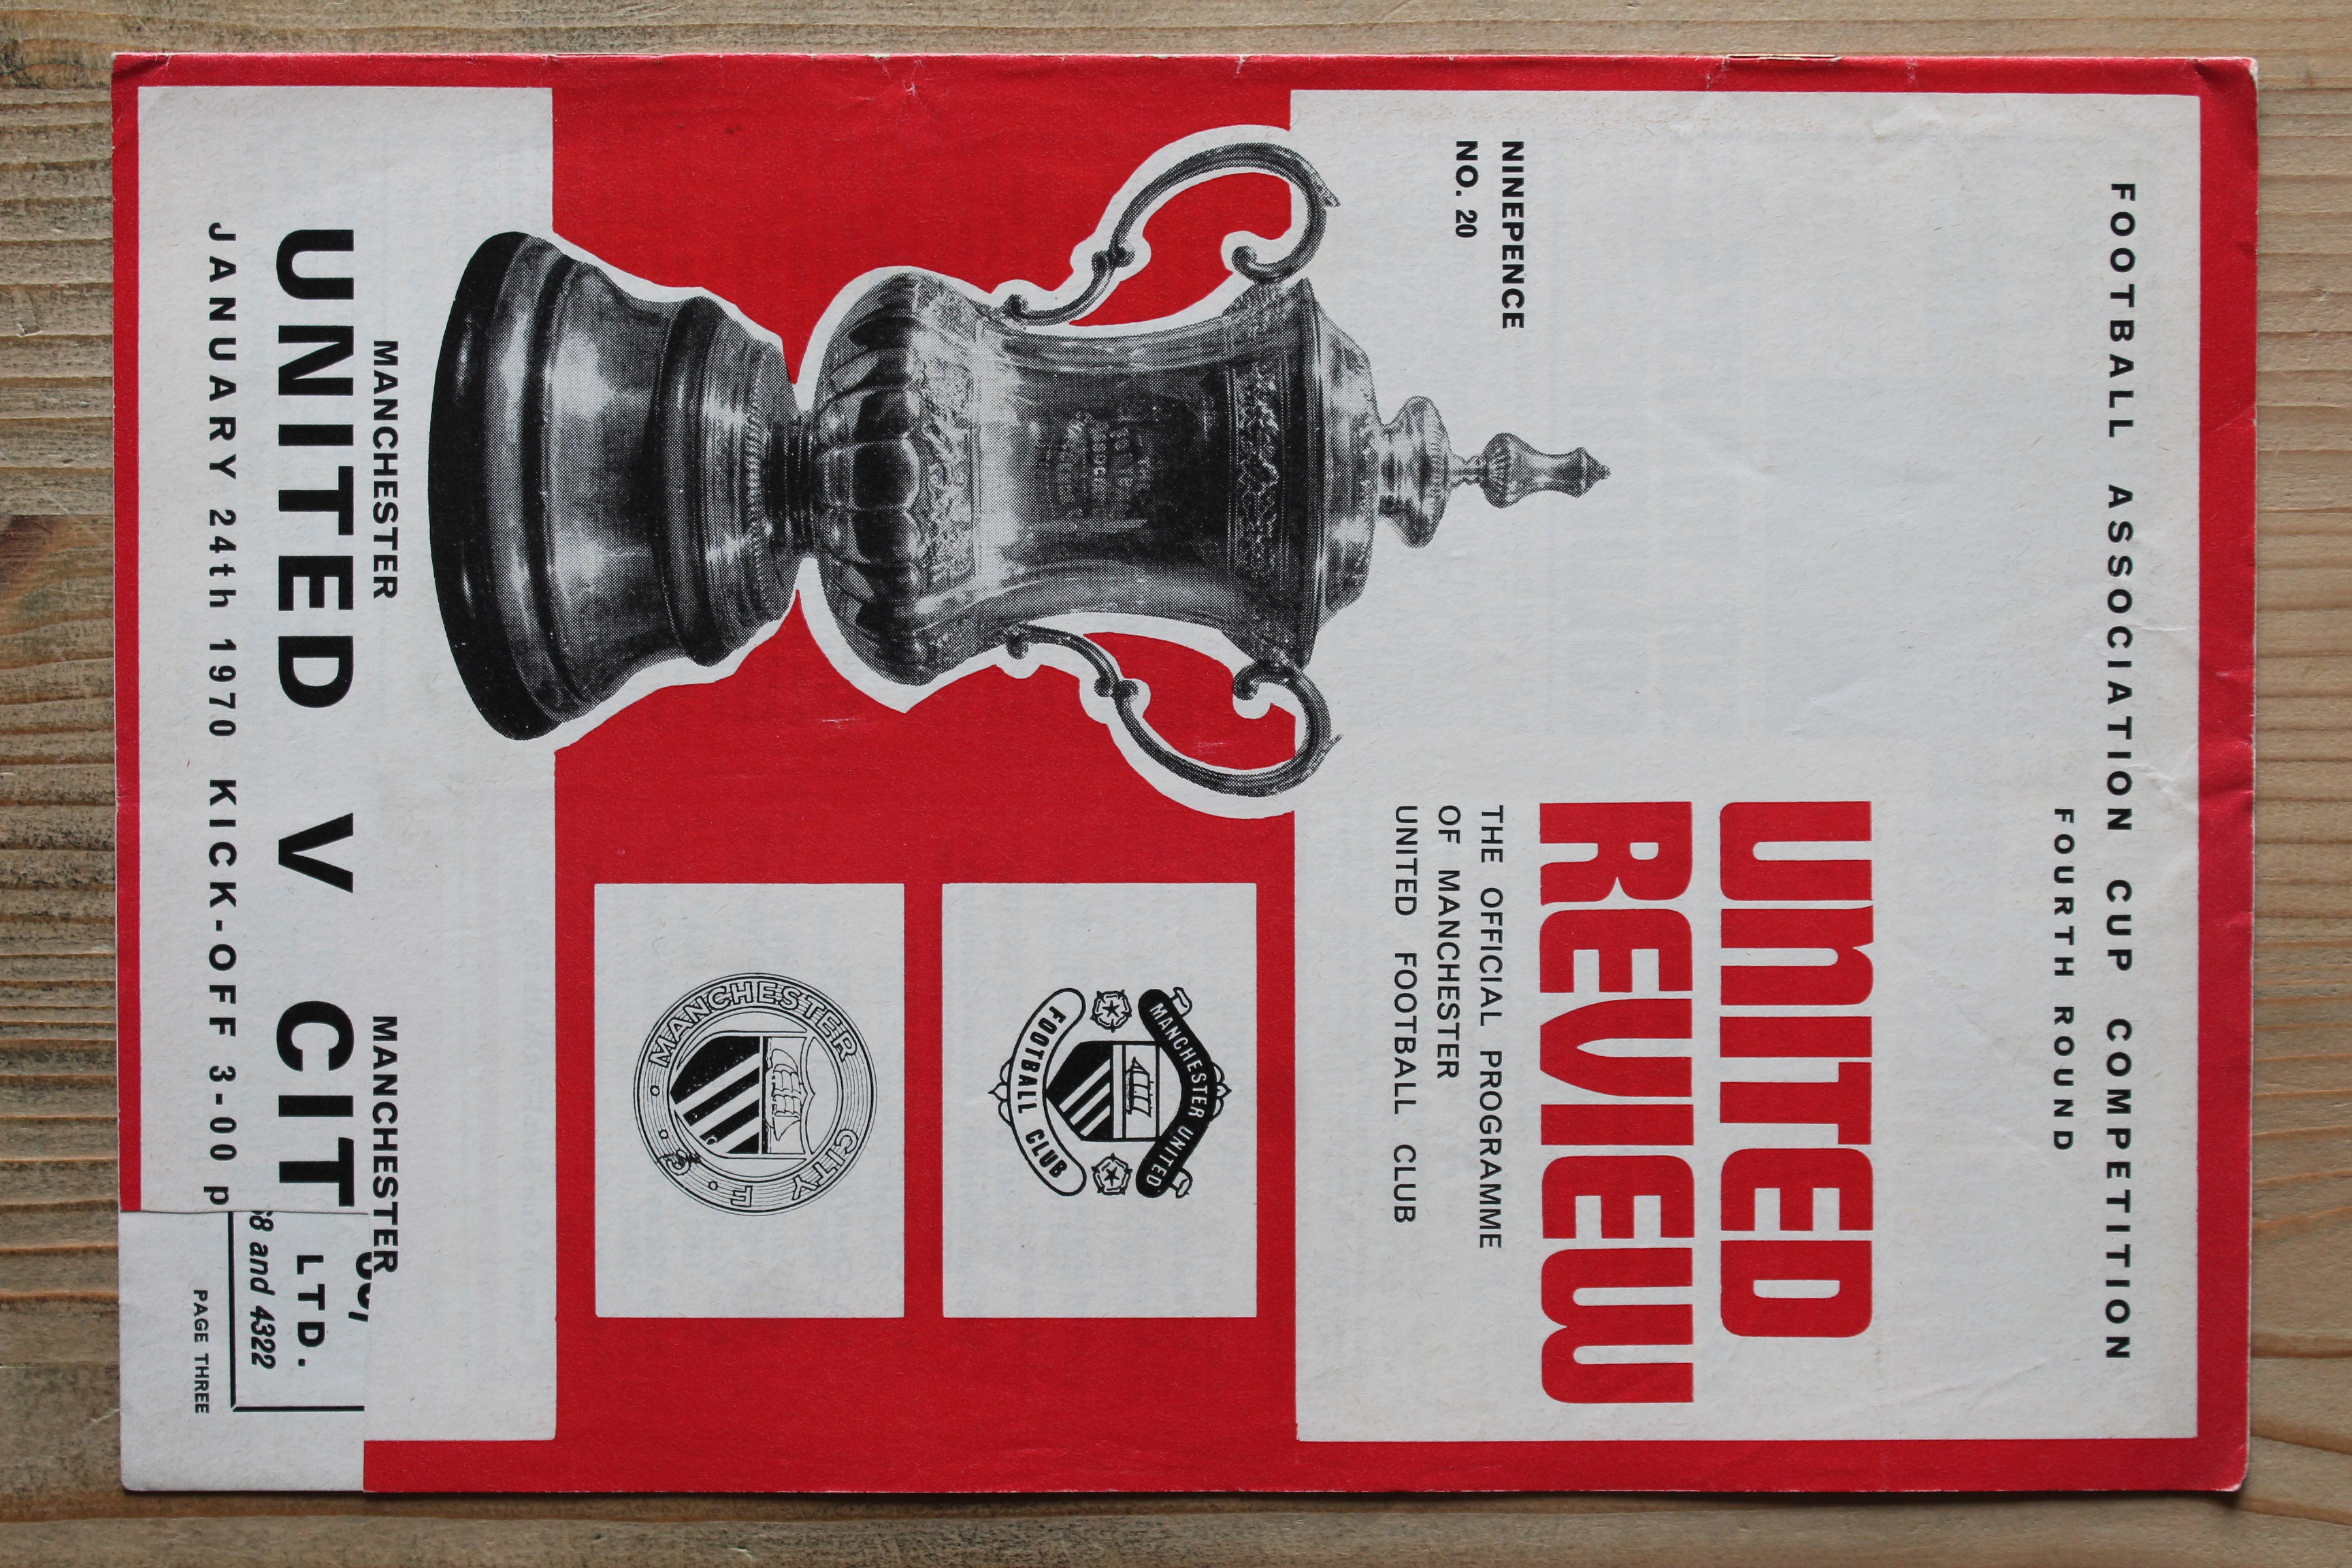 FOOTBALL ASSOCIATION CUP COMPETITION
FOURTH ROUND
UNITED
REVIEW
NINEPENCE
NO. 20
THE OFFICIAL PROGRAMME
OF MANCHESTER
UNITED FOOTBALL CLUB
MANCHESTER UNITED
FOOTBALL CLUB
MANCHESTER CITY F.C.
MANCHESTER MANCHESTER
UNITED V CIT
JANUARY 24th 1970 KICK-OFF 3-00 p
LTD.
68 and 4322
PAGE THREE